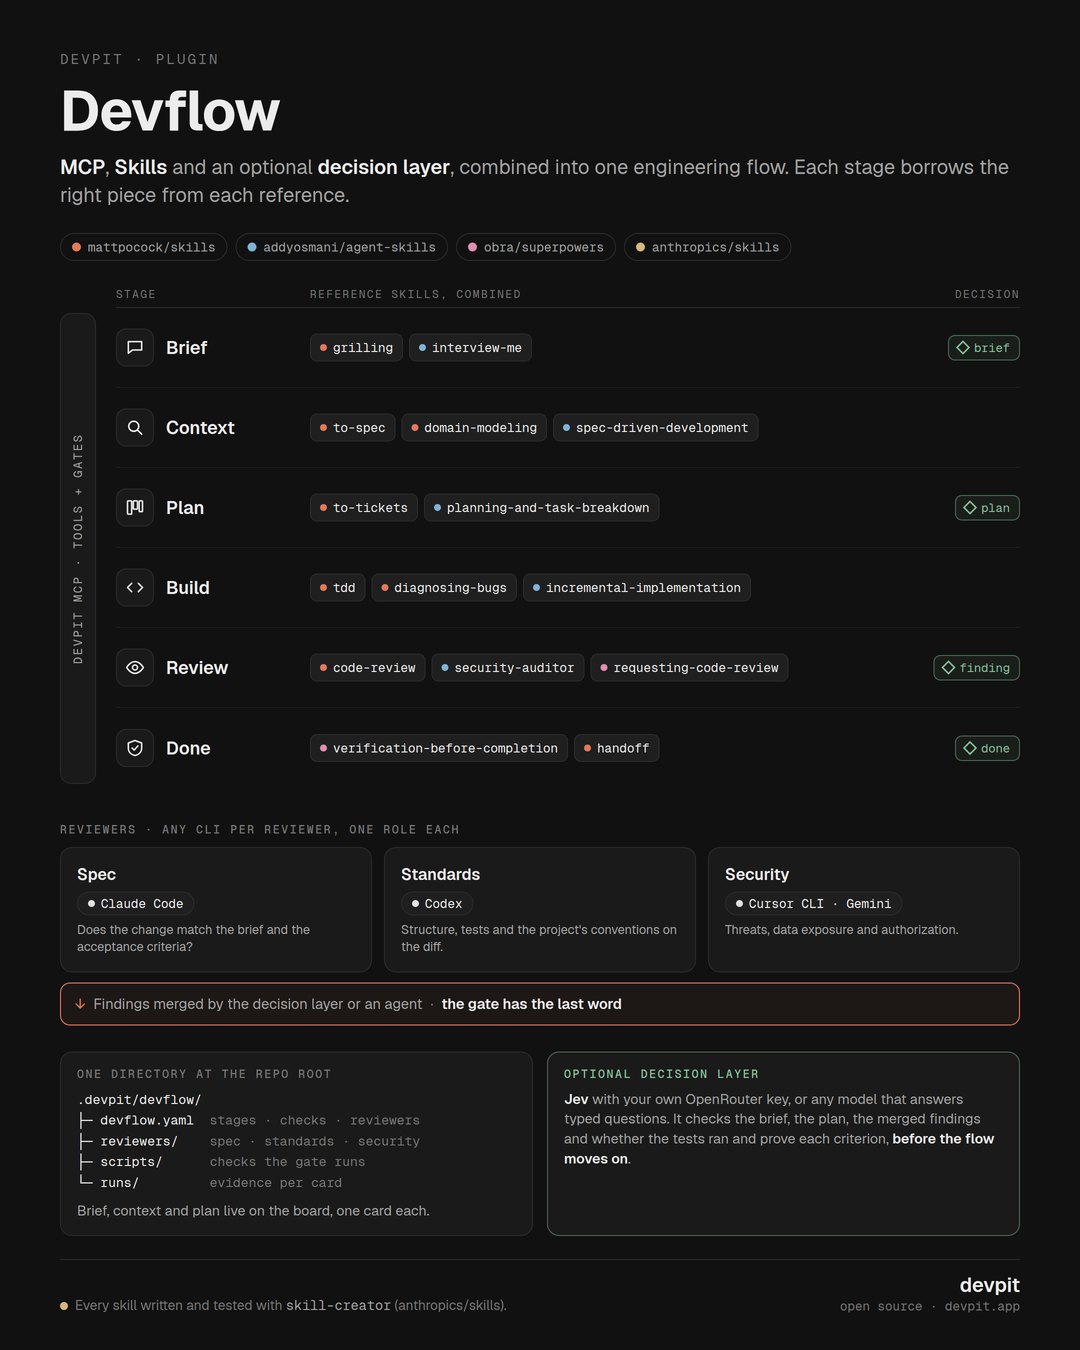 DEVPIT · PLUGIN
Devflow
MCP, Skills and an optional decision layer, combined into one engineering flow. Each stage borrows the
right piece from each reference.
mattpocock/skills addyosmani/agent-skills obra/superpowers anthropics/skills
STAGE REFERENCE SKILLS, COMBINED DECISION
DEVPIT MCP · TOOLS + GATES
Brief grilling interview-me brief
Context to-spec domain-modeling spec-driven-development
Plan to-tickets planning-and-task-breakdown plan
Build tdd diagnosing-bugs incremental-implementation
Review code-review security-auditor requesting-code-review finding
Done verification-before-completion handoff done
REVIEWERS · ANY CLI PER REVIEWER, ONE ROLE EACH
Spec
Claude Code
Does the change match the brief and the
acceptance criteria?
Standards
Codex
Structure, tests and the project's conventions on
the diff.
Security
Cursor CLI · Gemini
Threats, data exposure and authorization.
↓ Findings merged by the decision layer or an agent · the gate has the last word
ONE DIRECTORY AT THE REPO ROOT
.devpit/devflow/
├─ devflow.yaml stages · checks · reviewers
├─ reviewers/ spec · standards · security
├─ scripts/ checks the gate runs
└─ runs/ evidence per card
Brief, context and plan live on the board, one card each.
OPTIONAL DECISION LAYER
Jev with your own OpenRouter key, or any model that answers
typed questions. It checks the brief, the plan, the merged findings
and whether the tests ran and prove each criterion, before the flow
moves on.
Every skill written and tested with skill-creator (anthropics/skills).
devpit
open source · devpit.app